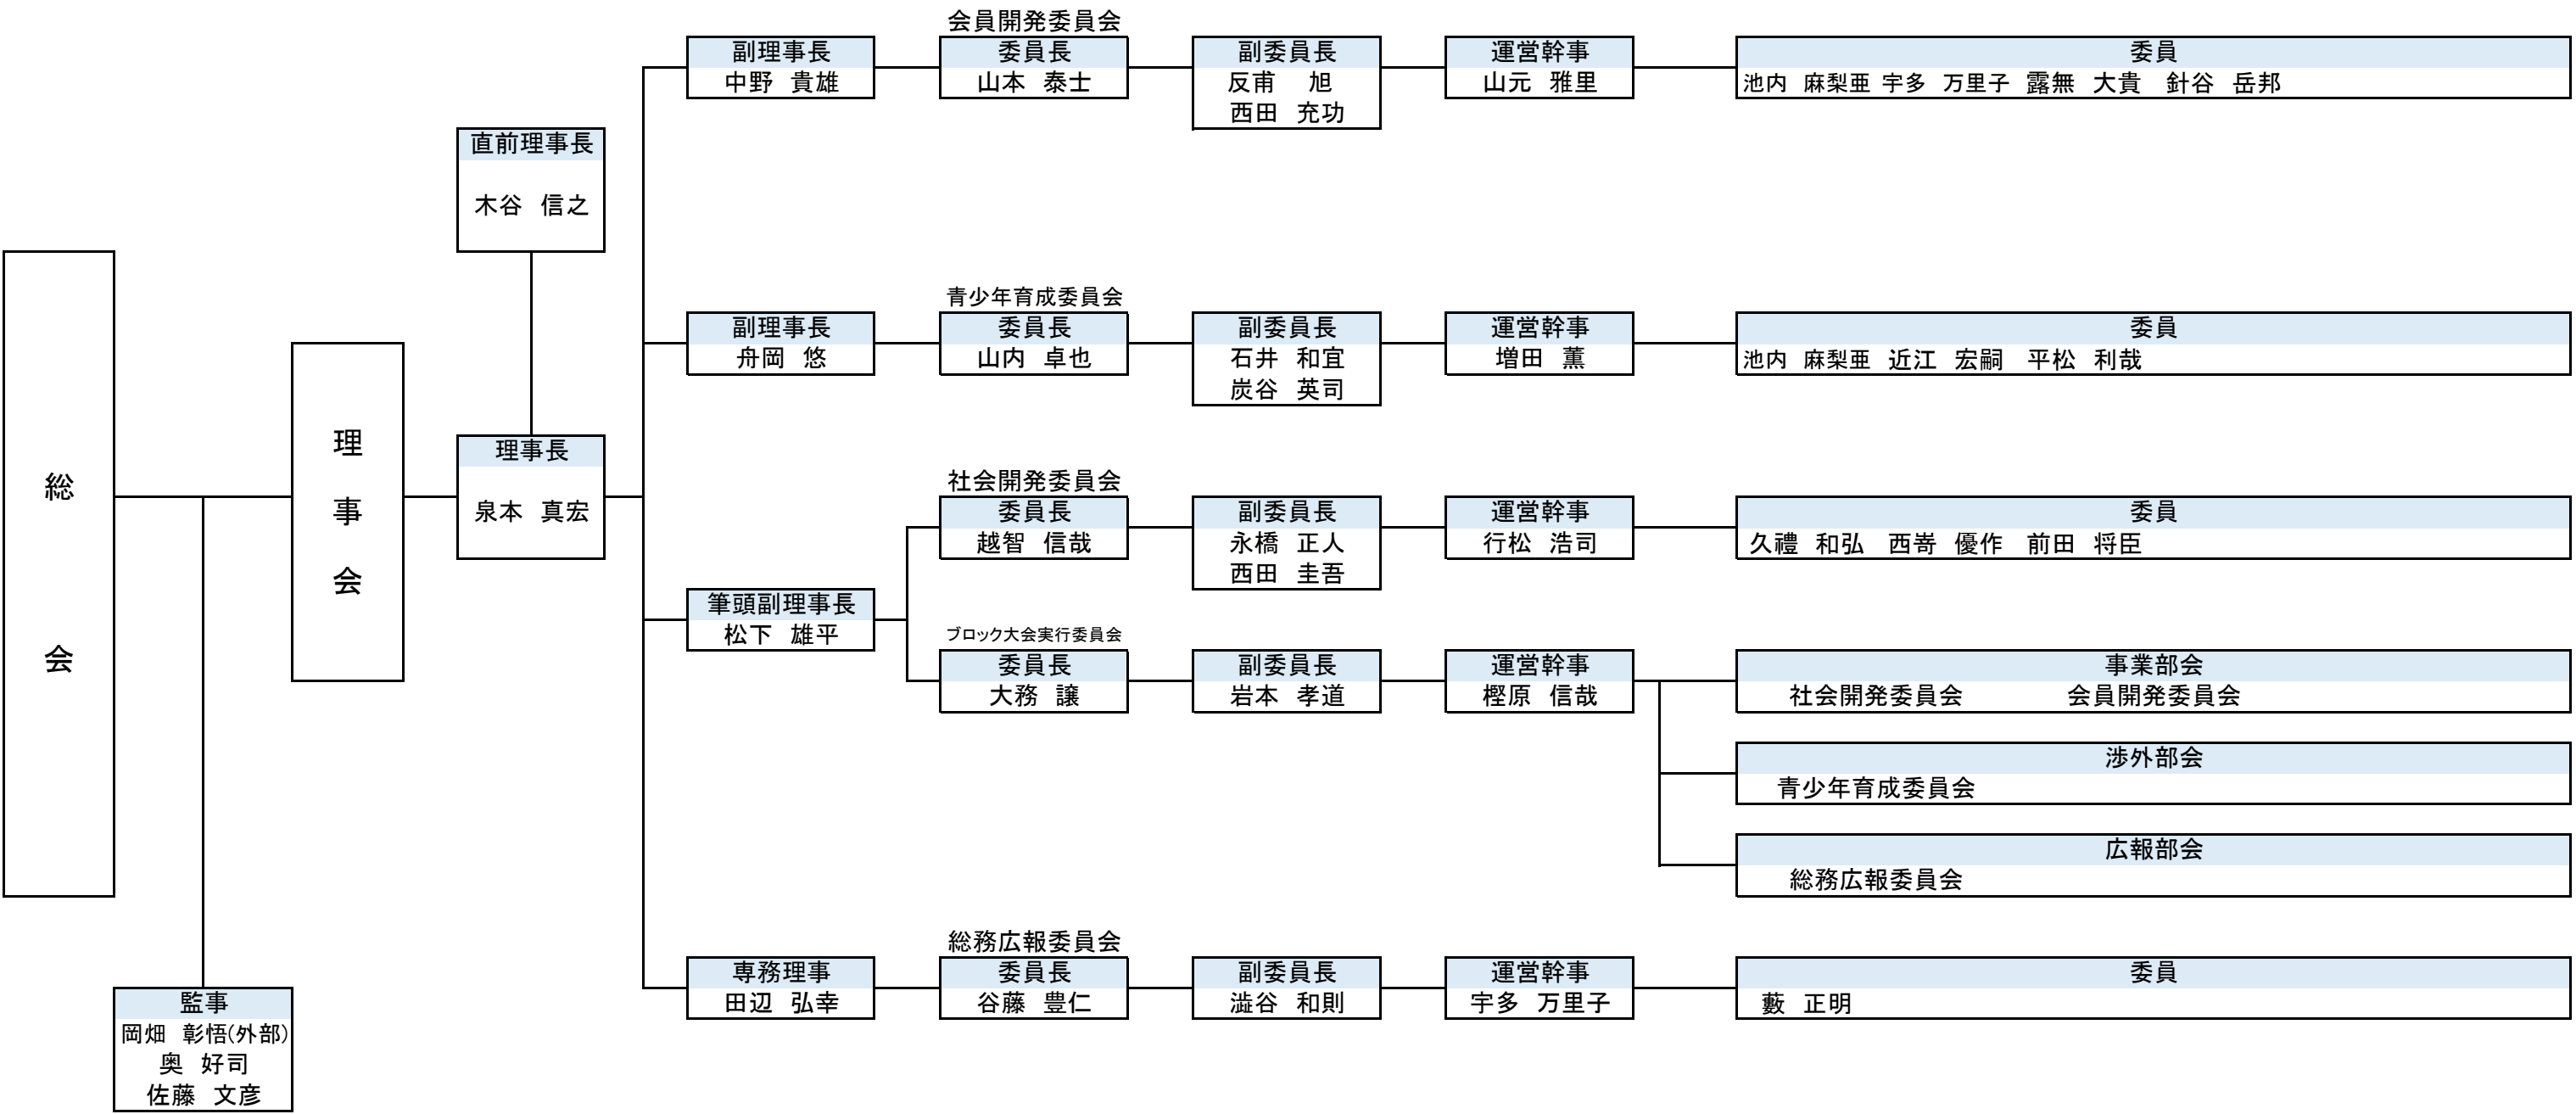 総会
監事
岡畑 彰悟(外部)
奥 好司
佐藤 文彦
理事会
直前理事長
木谷 信之
理事長
泉本 真宏
副理事長
中野 貴雄
会員開発委員会
委員長
山本 泰士
副委員長
反甫 旭
西田 充功
運営幹事
山元 雅里
委員
池内 麻梨亜 宇多 万里子 露無 大貴 針谷 岳邦
副理事長
舟岡 悠
青少年育成委員会
委員長
山内 卓也
副委員長
石井 和宜
炭谷 英司
運営幹事
増田 薫
委員
池内 麻梨亜 近江 宏嗣 平松 利哉
筆頭副理事長
松下 雄平
社会開発委員会
委員長
越智 信哉
副委員長
永橋 正人
西田 圭吾
運営幹事
行松 浩司
委員
久禮 和弘 西嵜 優作 前田 将臣
ブロック大会実行委員会
委員長
大務 譲
副委員長
岩本 孝道
運営幹事
樫原 信哉
事業部会
社会開発委員会 会員開発委員会
渉外部会
青少年育成委員会
広報部会
総務広報委員会
専務理事
田辺 弘幸
総務広報委員会
委員長
谷藤 豊仁
副委員長
澁谷 和則
運営幹事
宇多 万里子
委員
藪 正明